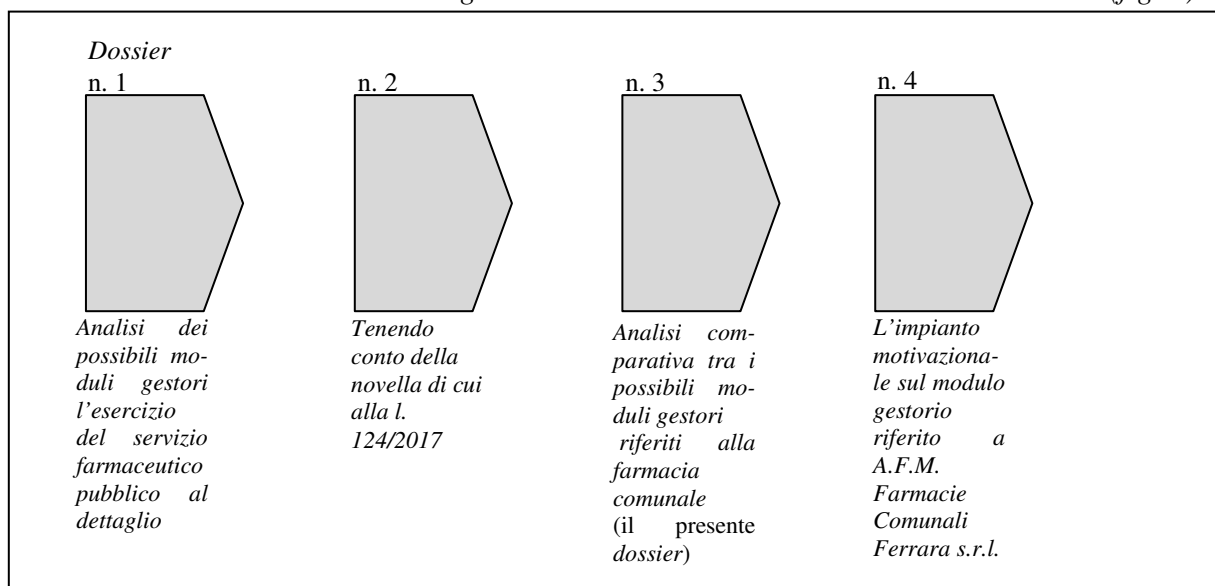 Dossier
n. 1
n. 2
n. 3
n. 4
Analisi dei
possibili mo-
duli gestori
l'esercizio
del servizio
farmaceutico
pubblico al
dettaglio
Tenendo
conto della
novella di cui
alla l.
124/2017
Analisi com-
parativa tra i
possibili mo-
duli gestori
riferiti alla
farmacia
comunale
(il presente
dossier)
L'impianto
motivaziona-
le sul modulo
gestorio
riferito a
A.F.M.
Farmacie
Comunali
Ferrara s.r.l.